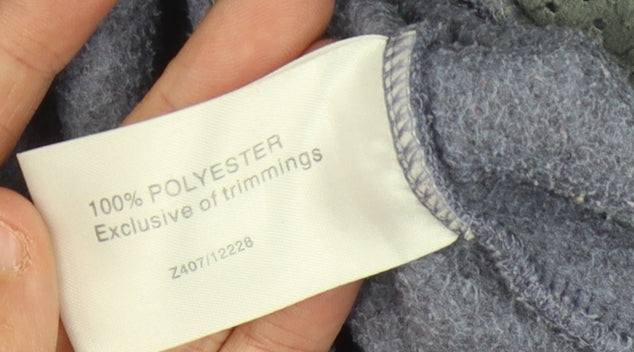 100% POLYESTER
Exclusive of trimmings
Z407/12228